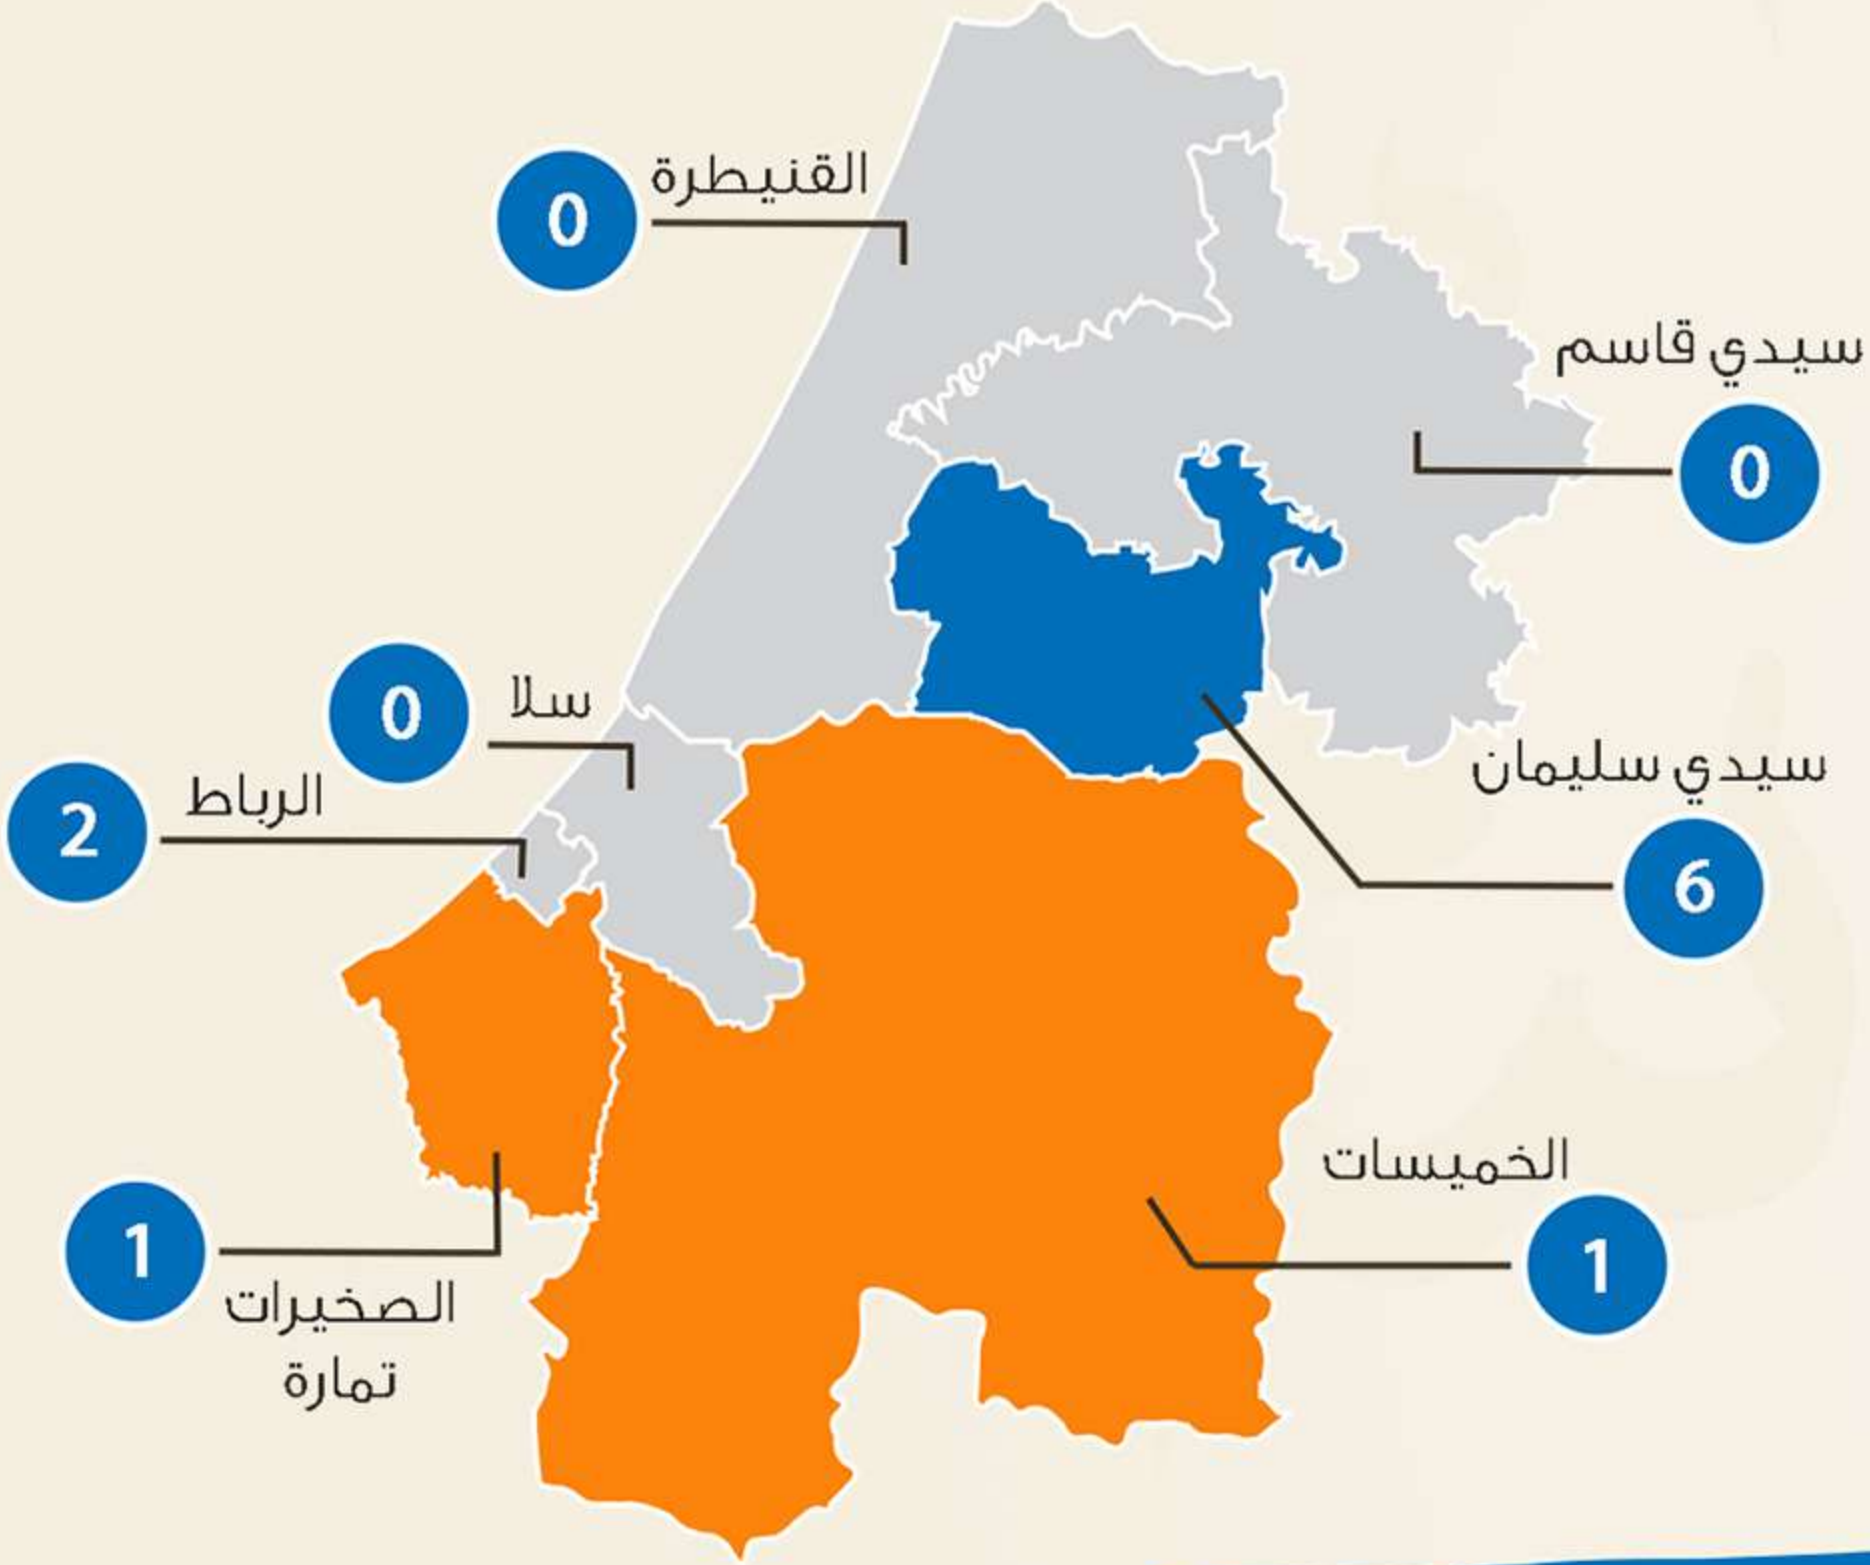 القنيطرة
0
سيدي قاسم
0
سلا
0
الرباط
2
سيدي سليمان
6
الخميسات
1
1
الصخيرات
تمارة